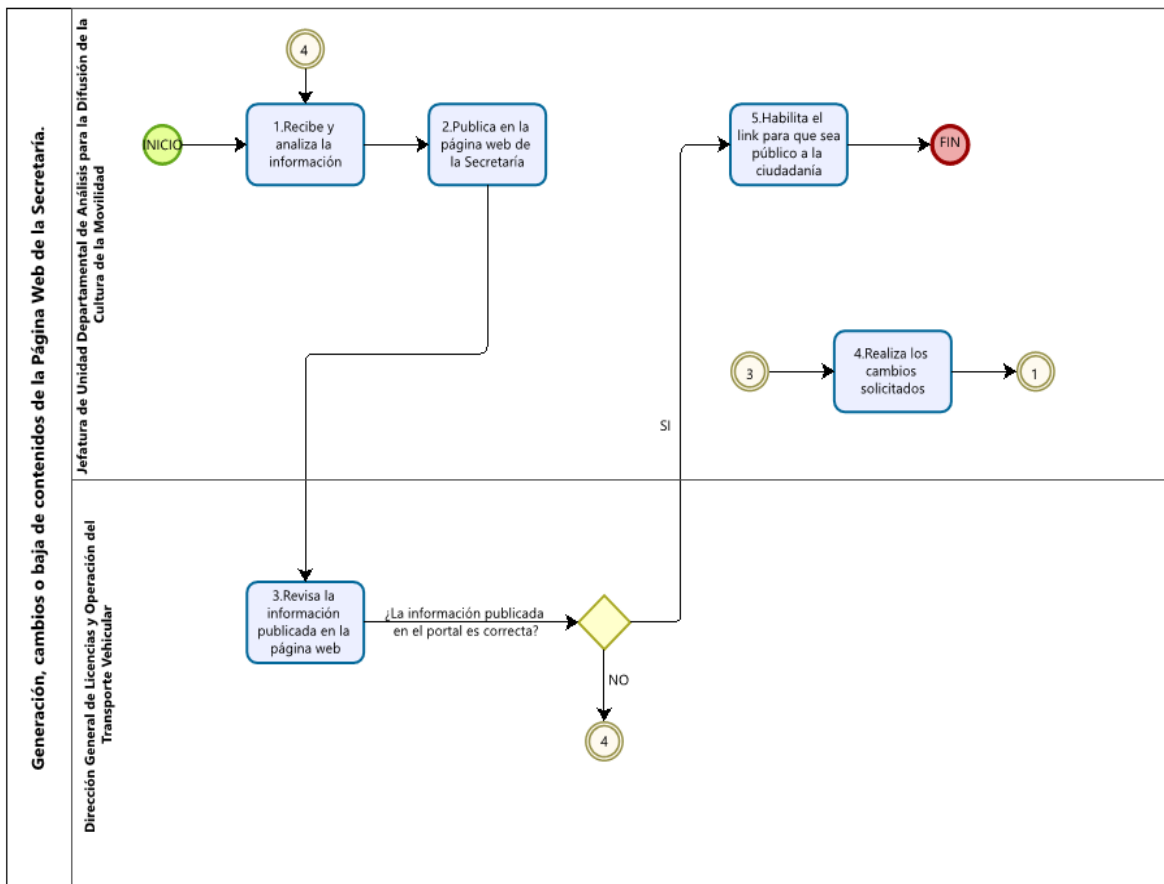 Generación, cambios o baja de contenidos de la Página Web de la Secretaría.
Jefatura de Unidad Departamental de Análisis para la Difusión de la
Cultura de la Movilidad
4
INICIO
1.Recibe y
analiza la
información
2.Publica en la
página web de
la Secretaría
5.Habilita el
link para que sea
público a la
ciudadanía
FIN
3
4.Realiza los
cambios
solicitados
1
SI
Dirección General de Licencias y Operación del
Transporte Vehicular
3.Revisa la
información
publicada en la
página web
¿La información publicada
en el portal es correcta?
NO
4